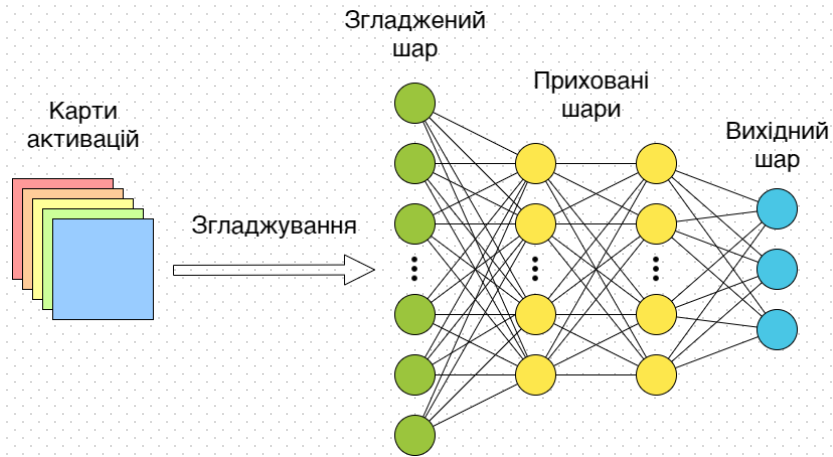 Згладжений
шар
Приховані
шари
Карти
активацій
Вихідний
шар
Згладжування